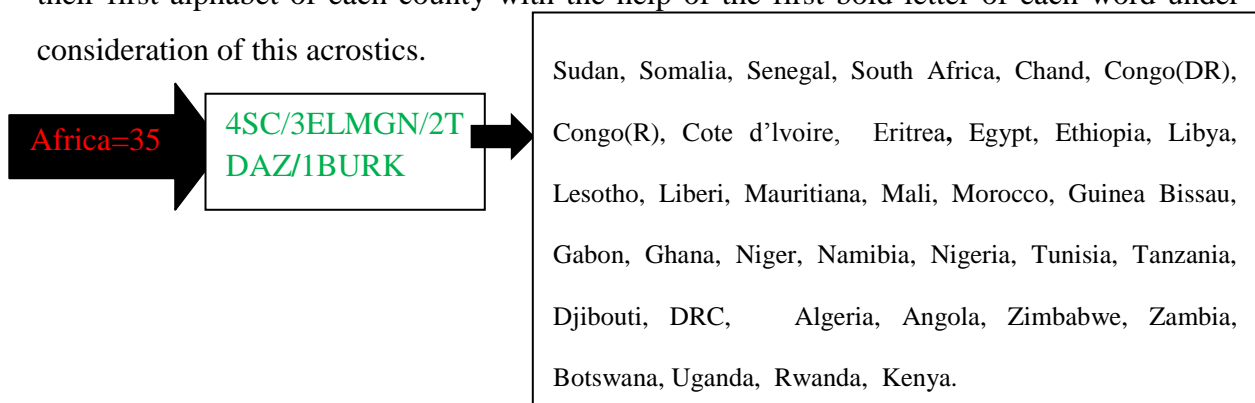 their first alphabet of each county with the help of the first bold letter of each word under
consideration of this acrostics.
Africa=35
4SC/3ELMGN/2T
DAZ/1BURK
Sudan, Somalia, Senegal, South Africa, Chand, Congo(DR),
Congo(R), Cote d’lvoire, Eritrea, Egypt, Ethiopia, Libya,
Lesotho, Liberi, Mauritiana, Mali, Morocco, Guinea Bissau,
Gabon, Ghana, Niger, Namibia, Nigeria, Tunisia, Tanzania,
Djibouti, DRC, Algeria, Angola, Zimbabwe, Zambia,
Botswana, Uganda, Rwanda, Kenya.